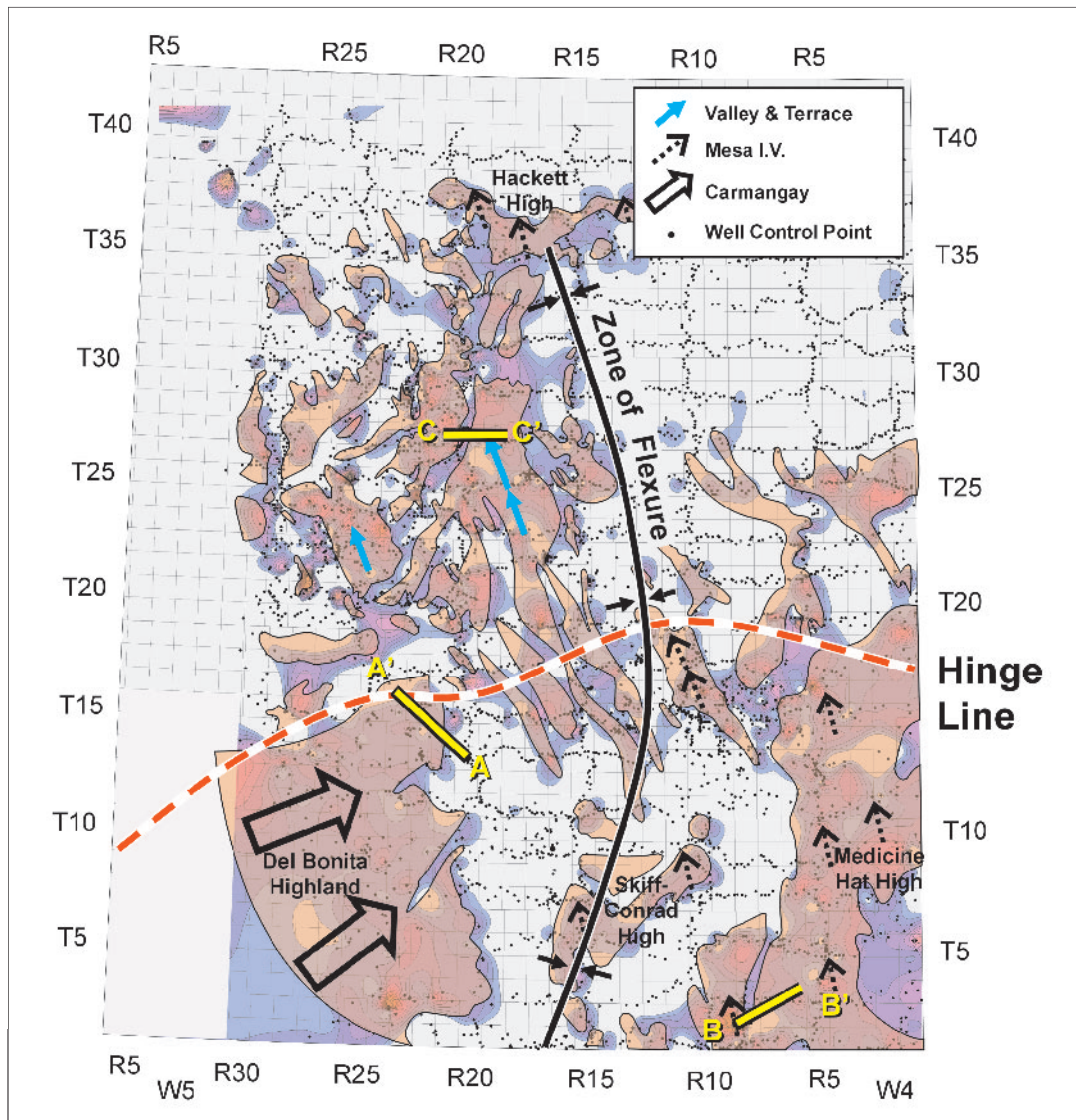 R5
R25
R20
R15
R10
R5
T40
T35
T30
T25
T20
T15
T10
T5
Valley & Terrace
Mesa I.V.
Carmangay
Well Control Point
Hackett
High
Zone of Flexure
C
C'
A'
A
Hinge
Line
Del Bonita
Highland
Skiff-
Conrad
High
Medicine
Hat High
B
B'
T40
T35
T30
T25
T20
T10
T5
R5
W5
R30
R25
R20
R15
R10
R5
W4